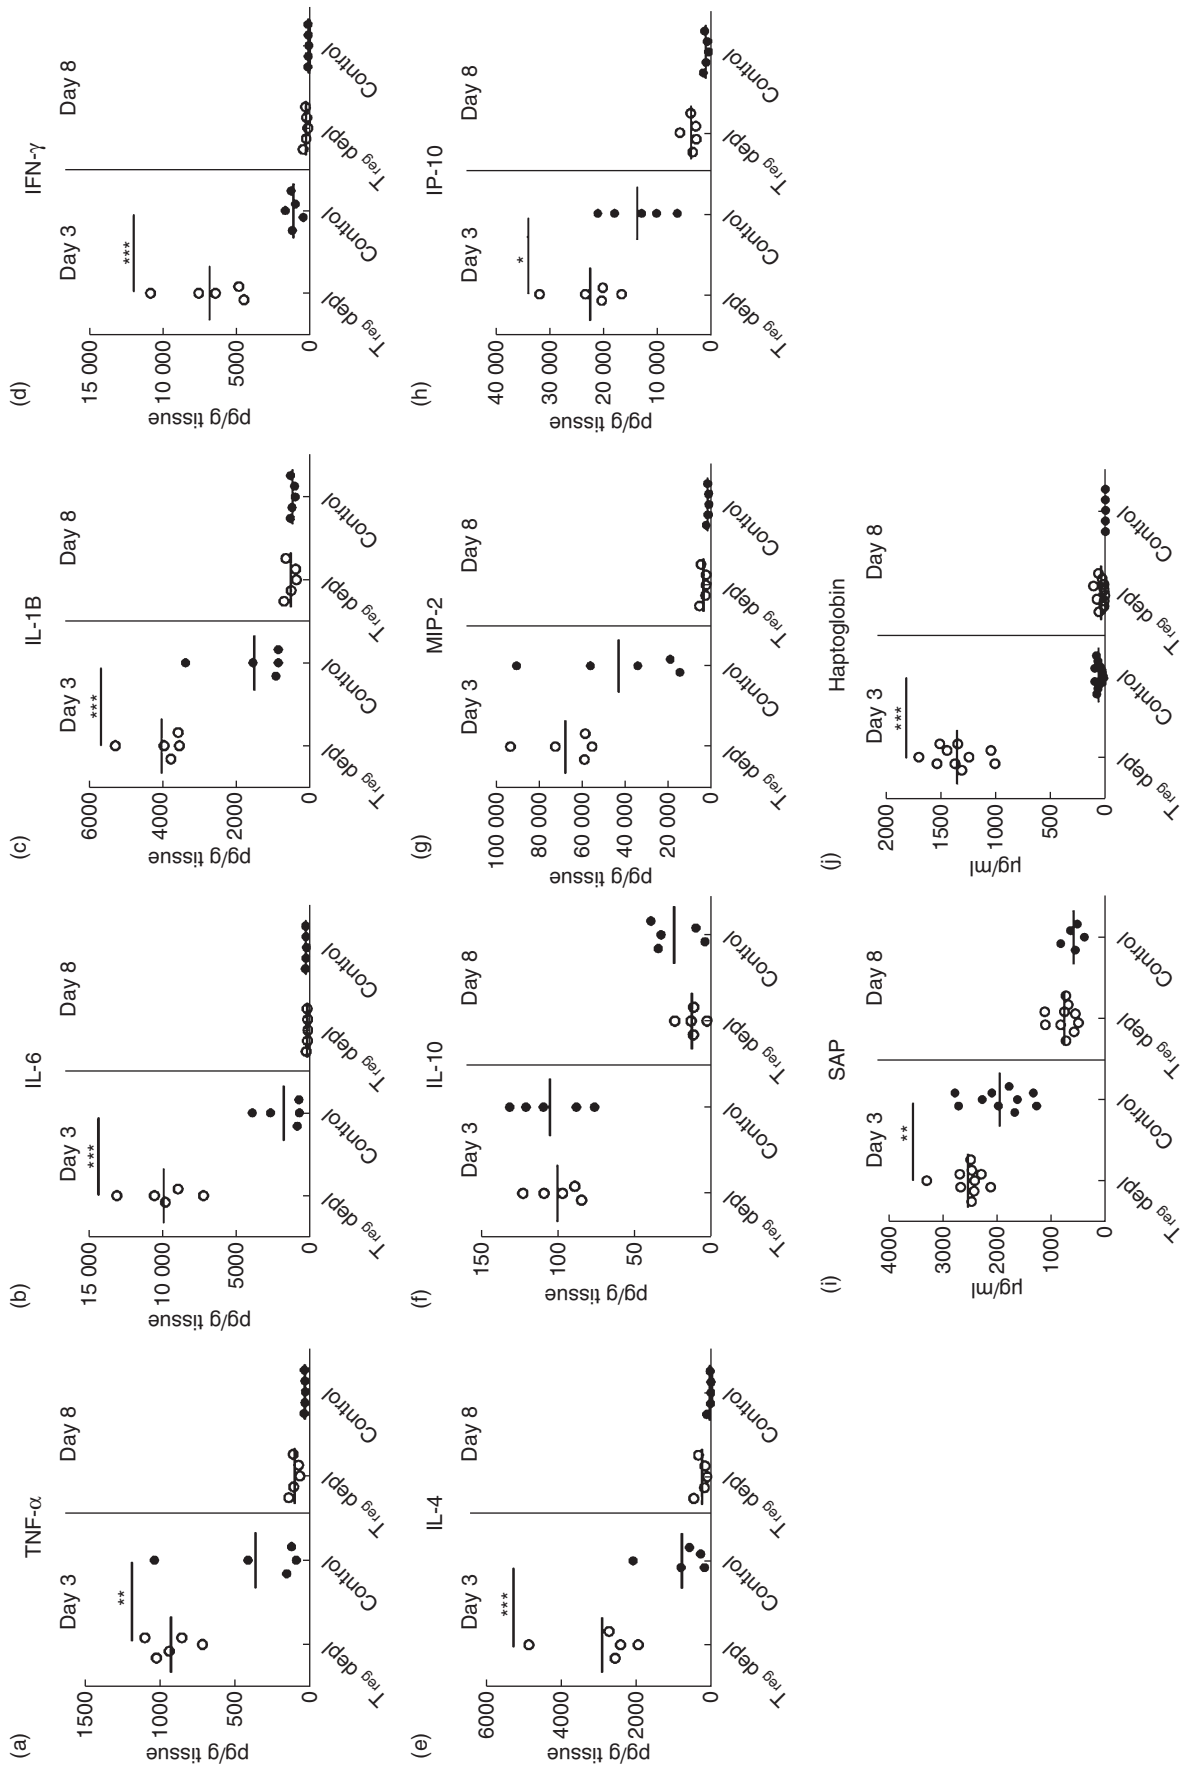 (a)
TNF-α
Day 3
Day 8
**
1500
1000
500
0
pg/g tissue
Treg depl
Control
Treg depl
Control
(b)
IL-6
Day 3
Day 8
***
15 000
10 000
5000
0
pg/g tissue
Treg depl
Control
Treg depl
Control
(c)
IL-1B
Day 3
Day 8
***
6000
4000
2000
0
pg/g tissue
Treg depl
Control
Treg depl
Control
(d)
IFN-γ
Day 3
Day 8
***
15 000
10 000
5000
0
pg/g tissue
Treg depl
Control
Treg depl
Control
(e)
IL-4
Day 3
Day 8
***
6000
4000
2000
0
pg/g tissue
Treg depl
Control
Treg depl
Control
(f)
IL-10
Day 3
Day 8
150
100
50
0
pg/g tissue
Treg depl
Control
Treg depl
Control
(g)
MIP-2
Day 3
Day 8
100 000
80 000
60 000
40 000
20 000
0
pg/g tissue
Treg depl
Control
Treg depl
Control
(h)
IP-10
Day 3
Day 8
*
40 000
30 000
20 000
10 000
0
pg/g tissue
Treg depl
Control
Treg depl
Control
(i)
SAP
Day 3
Day 8
**
4000
3000
2000
1000
0
µg/ml
Treg depl
Control
Treg depl
Control
(j)
Haptoglobin
Day 3
Day 8
***
2000
1500
1000
500
0
µg/ml
Treg depl
Control
Treg depl
Control